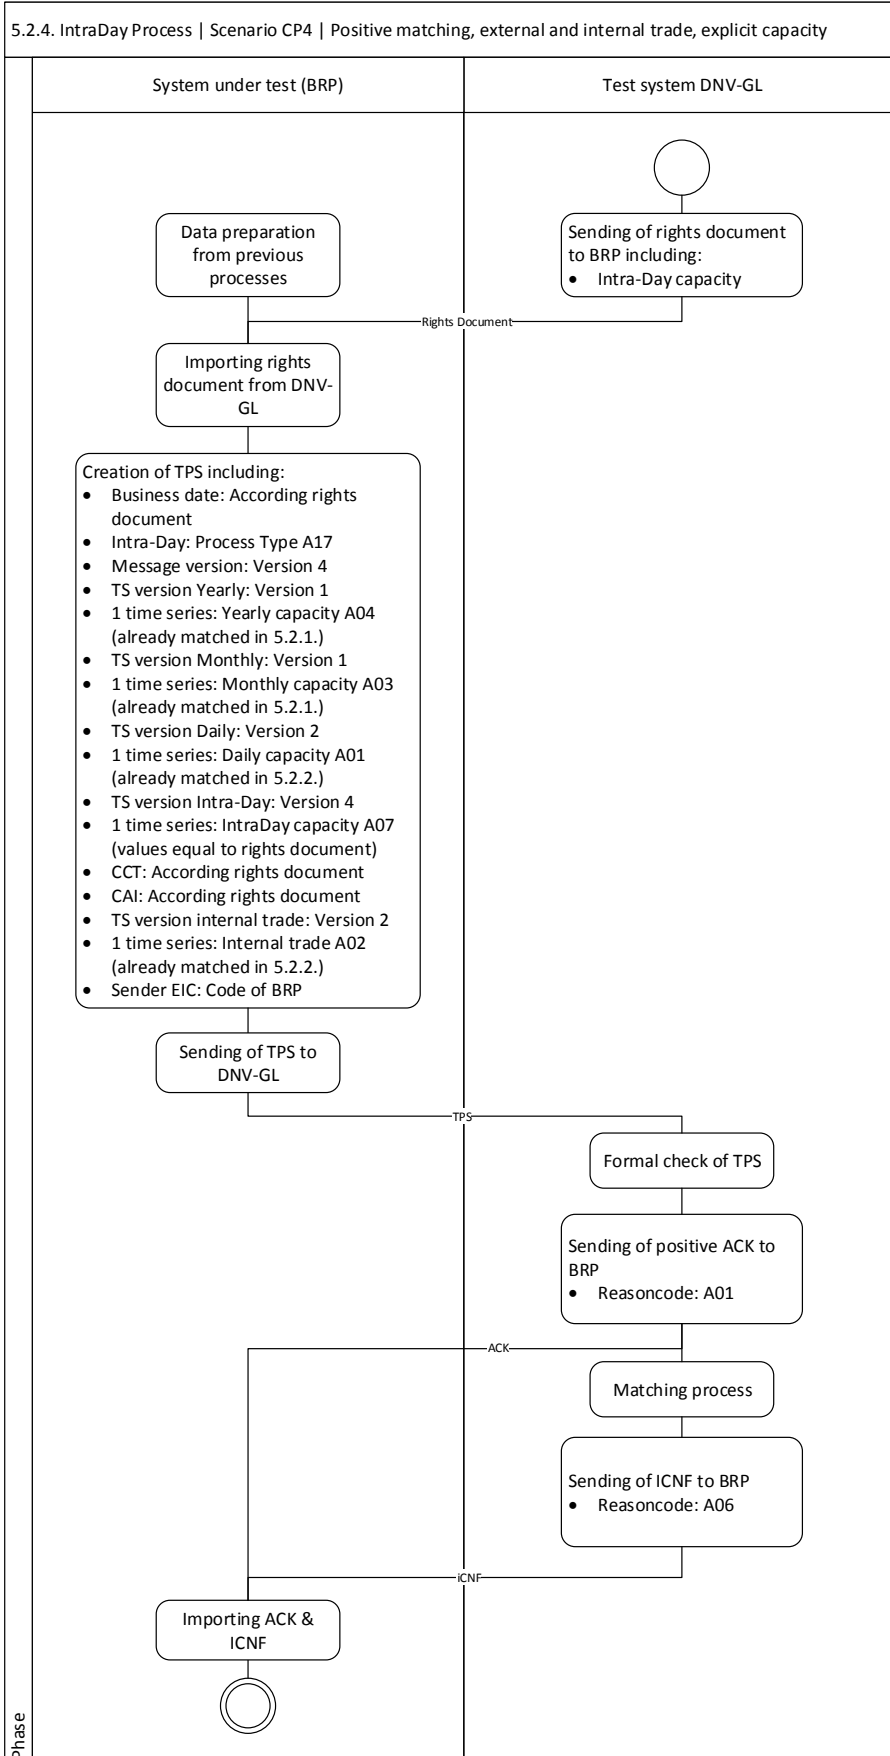 5.2.4. IntraDay Process | Scenario CP4 | Positive matching, external and internal trade, explicit capacity
System under test (BRP)
Test system DNV-GL
Data preparation
from previous
processes
Sending of rights document
to BRP including:
• Intra-Day capacity
Rights Document
Importing rights
document from DNV-
GL
Creation of TPS including:
• Business date: According rights
document
• Intra-Day: Process Type A17
• Message version: Version 4
• TS version Yearly: Version 1
• 1 time series: Yearly capacity A04
(already matched in 5.2.1.)
• TS version Monthly: Version 1
• 1 time series: Monthly capacity A03
(already matched in 5.2.1.)
• TS version Daily: Version 2
• 1 time series: Daily capacity A01
(already matched in 5.2.2.)
• TS version Intra-Day: Version 4
• 1 time series: IntraDay capacity A07
(values equal to rights document)
• CCT: According rights document
• CAI: According rights document
• TS version internal trade: Version 2
• 1 time series: Internal trade A02
(already matched in 5.2.2.)
• Sender EIC: Code of BRP
Sending of TPS to
DNV-GL
TPS
Formal check of TPS
Sending of positive ACK to
BRP
• Reasoncode: A01
ACK
Matching process
Sending of ICNF to BRP
• Reasoncode: A06
iCNF
Importing ACK &
ICNF
Phase